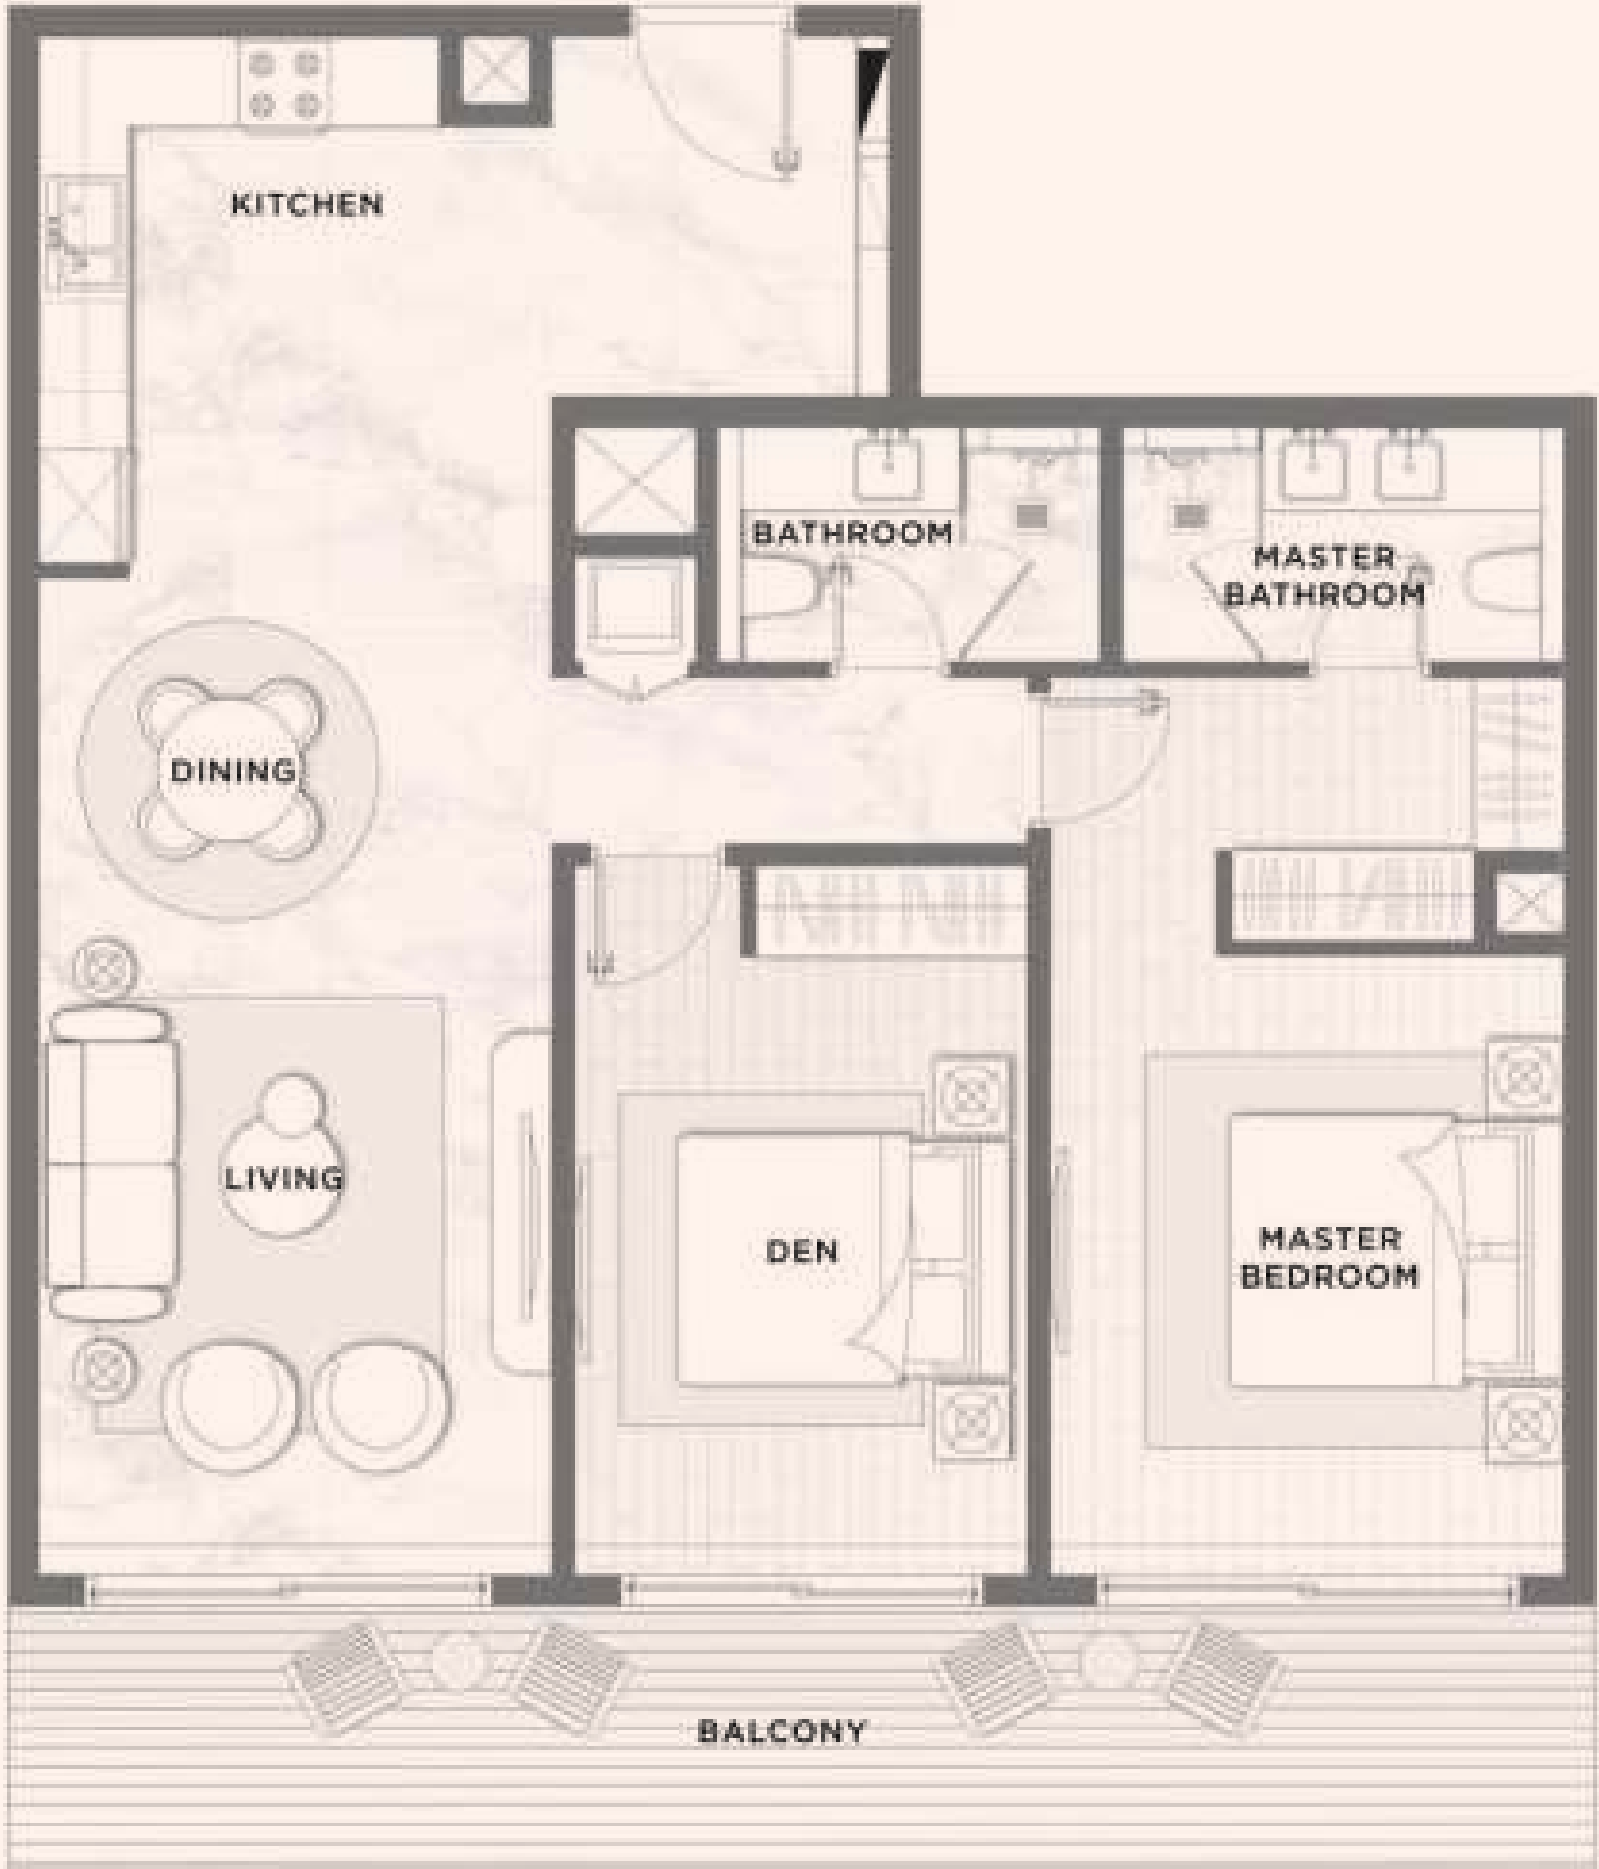 KITCHEN
BATHROOM
MASTER
BATHROOM
DINING
LIVING
DEN
MASTER
BEDROOM
BALCONY